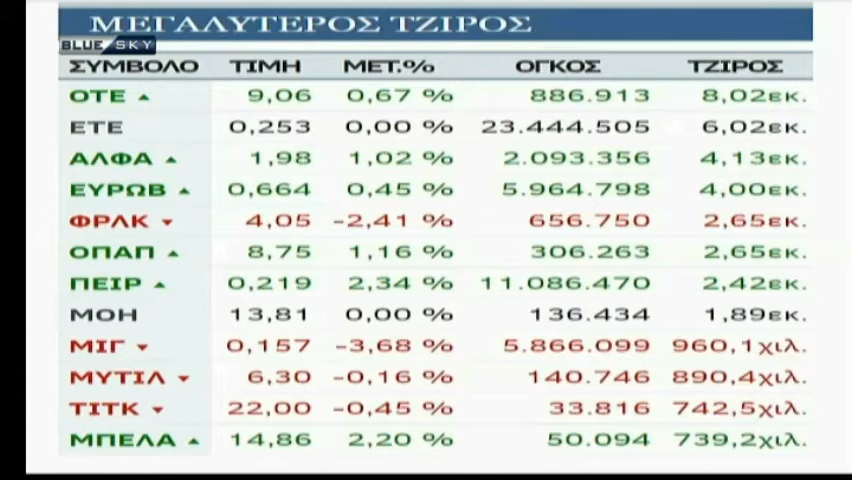 ΜΕΓΑΛΥΤΕΡΟΣ ΤΖΙΡΟΣ
BLUE SKY
ΣΥΜΒΟΛΟ ΤΙΜΗ ΜΕΤ.% ΟΓΚΟΣ ΤΖΙΡΟΣ
ΟΤΕ ▲ 9,06 0,67 % 886.913 8,02εκ.
ΕΤΕ 0,253 0,00 % 23.444.505 6,02εκ.
ΑΛΦΑ ▲ 1,98 1,02 % 2.093.356 4,13εκ.
ΕΥΡΩΒ ▲ 0,664 0,45 % 5.964.798 4,00εκ.
ΦΡΛΚ ▼ 4,05 -2,41 % 656.750 2,65εκ.
ΟΠΑΠ ▲ 8,75 1,16 % 306.263 2,65εκ.
ΠΕΙΡ ▲ 0,219 2,34 % 11.086.470 2,42εκ.
ΜΟΗ 13,81 0,00 % 136.434 1,89εκ.
ΜΙΓ ▼ 0,157 -3,68 % 5.866.099 960,1χιλ.
ΜΥΤΙΛ ▼ 6,30 -0,16 % 140.746 890,4χιλ.
ΤΙΤΚ ▼ 22,00 -0,45 % 33.816 742,5χιλ.
ΜΠΕΛΑ ▲ 14,86 2,20 % 50.094 739,2χιλ.